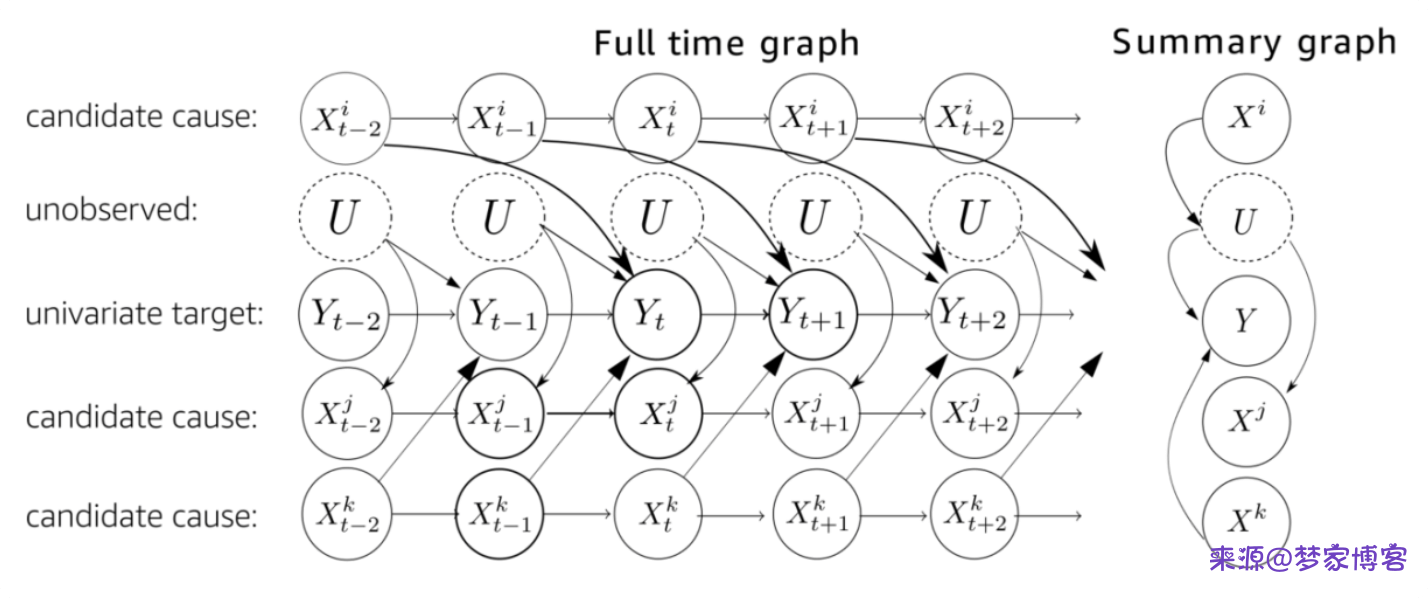 Full time graph Summary graph
candidate cause: X^i_{t−2} X^i_{t−1} X^i_t X^i_{t+1} X^i_{t+2} X^i
unobserved: U U U U U U
univariate target: Y_{t−2} Y_{t−1} Y_t Y_{t+1} Y_{t+2} Y
candidate cause: X^j_{t−2} X^j_{t−1} X^j_t X^j_{t+1} X^j_{t+2} X^j
candidate cause: X^k_{t−2} X^k_{t−1} X^k_t X^k_{t+1} X^k_{t+2} X^k
来源@梦家博客